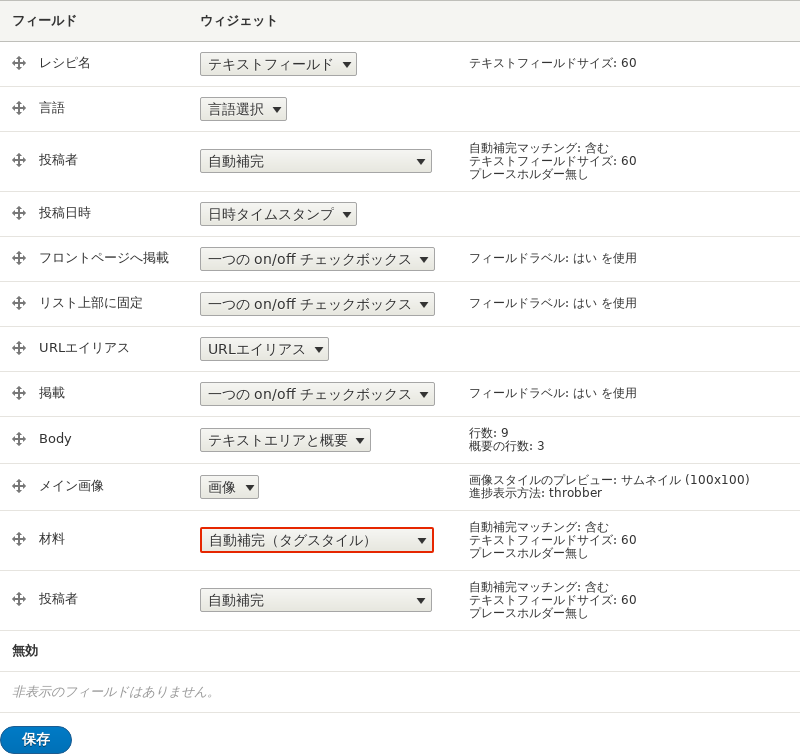 フィールド ウィジェット
レシピ名 テキストフィールド テキストフィールドサイズ: 60
言語 言語選択
投稿者 自動補完 自動補完マッチング: 含む
テキストフィールドサイズ: 60
プレースホルダー無し
投稿日時 日時タイムスタンプ
フロントページへ掲載 一つの on/off チェックボックス フィールドラベル: はい を使用
リスト上部に固定 一つの on/off チェックボックス フィールドラベル: はい を使用
URLエイリアス URLエイリアス
掲載 一つの on/off チェックボックス フィールドラベル: はい を使用
Body テキストエリアと概要 行数: 9
概要の行数: 3
メイン画像 画像 画像スタイルのプレビュー: サムネイル (100x100)
進捗表示方法: throbber
材料 自動補完（タグスタイル） 自動補完マッチング: 含む
テキストフィールドサイズ: 60
プレースホルダー無し
投稿者 自動補完 自動補完マッチング: 含む
テキストフィールドサイズ: 60
プレースホルダー無し
無効
非表示のフィールドはありません。
保存